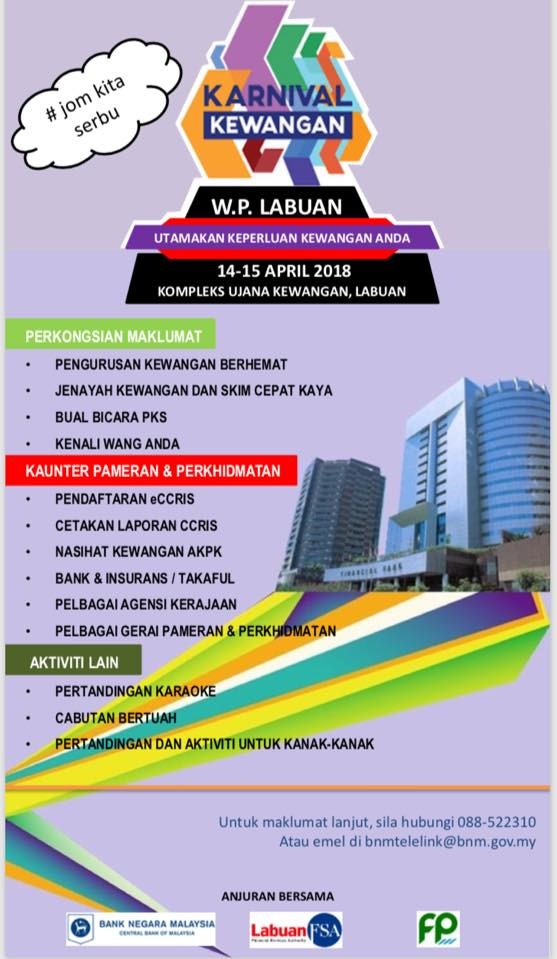 # jom kita
serbu
KARNIVAL
KEWANGAN
W.P. LABUAN
UTAMAKAN KEPERLUAN KEWANGAN ANDA
14-15 APRIL 2018
KOMPLEKS UJANA KEWANGAN, LABUAN
PERKONGSIAN MAKLUMAT
• PENGURUSAN KEWANGAN BERHEMAT
• JENAYAH KEWANGAN DAN SKIM CEPAT KAYA
• BUAL BICARA PKS
• KENALI WANG ANDA
KAUNTER PAMERAN & PERKHIDMATAN
• PENDAFTARAN eCCRIS
• CETAKAN LAPORAN CCRIS
• NASIHAT KEWANGAN AKPK
• BANK & INSURANS / TAKAFUL
• PELBAGAI AGENSI KERAJAAN
• PELBAGAI GERAI PAMERAN & PERKHIDMATAN
FINANCIAL PARK
AKTIVITI LAIN
• PERTANDINGAN KARAOKE
• CABUTAN BERTUAH
• PERTANDINGAN DAN AKTIVITI UNTUK KANAK-KANAK
Untuk maklumat lanjut, sila hubungi 088-522310
Atau emel di bnmtelelink@bnm.gov.my
ANJURAN BERSAMA
BANK NEGARA MALAYSIA
CENTRAL BANK OF MALAYSIA
Labuan FSA
FP